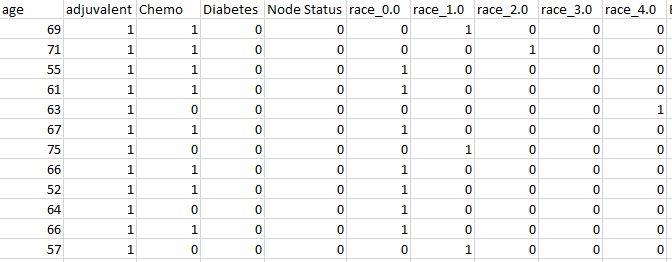 age adjuvalent Chemo Diabetes Node Status race_0.0 race_1.0 race_2.0 race_3.0 race_4.0
69 1 1 0 0 0 1 0 0 0
71 1 1 0 0 0 0 1 0 0
55 1 1 0 0 1 0 0 0 0
61 1 1 0 0 1 0 0 0 0
63 1 0 0 0 0 0 0 0 1
67 1 1 0 0 1 0 0 0 0
75 1 0 0 0 0 1 0 0 0
66 1 1 0 0 1 0 0 0 0
52 1 1 0 0 1 0 0 0 0
64 1 0 0 0 1 0 0 0 0
66 1 1 0 0 1 0 0 0 0
57 1 0 0 0 0 1 0 0 0